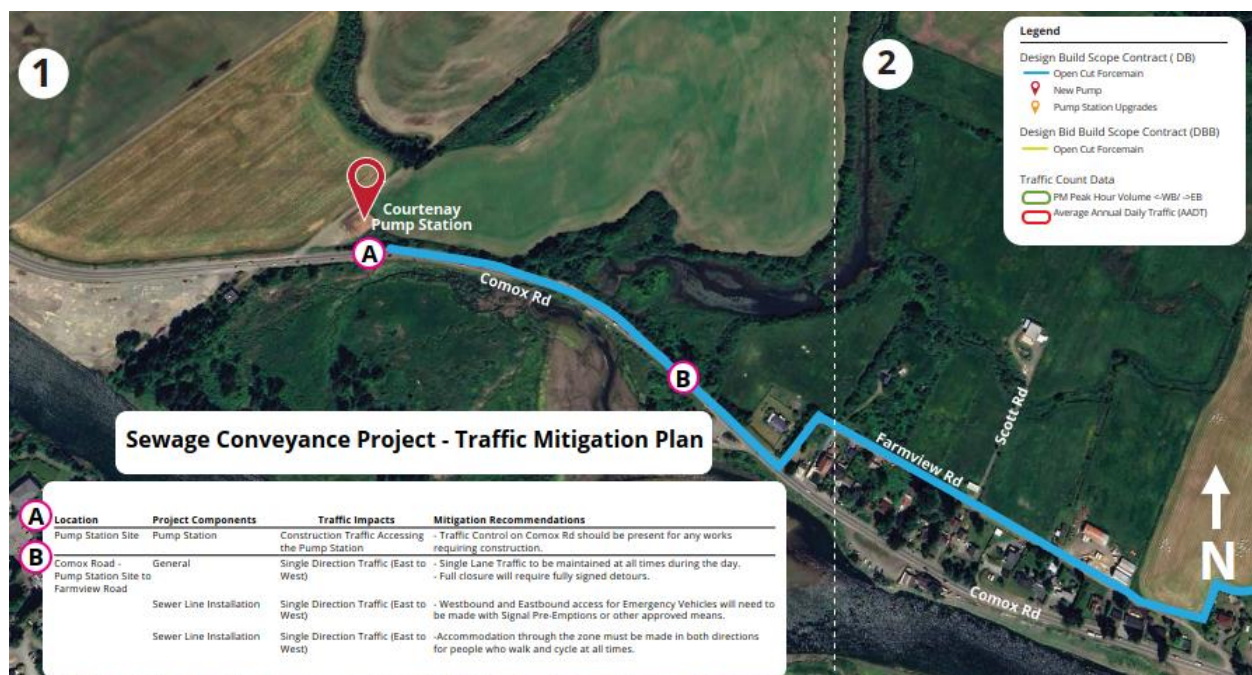 1
2
Legend
Design Build Scope Contract ( DB)
Open Cut Forcemain
New Pump
Pump Station Upgrades
Design Bid Build Scope Contract (DBB)
Open Cut Forcemain
Traffic Count Data
PM Peak Hour Volume <-WB/ ->EB
Average Annual Daily Traffic (AADT)
Courtenay
Pump Station
A
Comox Rd
B
Scott Rd
Farmview Rd
Comox Rd
N
Sewage Conveyance Project - Traffic Mitigation Plan
A
Location Project Components Traffic Impacts Mitigation Recommendations
Pump Station Site Pump Station Construction Traffic Accessing - Traffic Control on Comox Rd should be present for any works
the Pump Station requiring construction.
B
Comox Road - General Single Direction Traffic (East to - Single Lane Traffic to be maintained at all times during the day.
Pump Station Site to West) - Full closure will require fully signed detours.
Farmview Road
Sewer Line Installation Single Direction Traffic (East to - Westbound and Eastbound access for Emergency Vehicles will need to
West) be made with Signal Pre-Emptions or other approved means.
Sewer Line Installation Single Direction Traffic (East to -Accommodation through the zone must be made in both directions
West) for people who walk and cycle at all times.